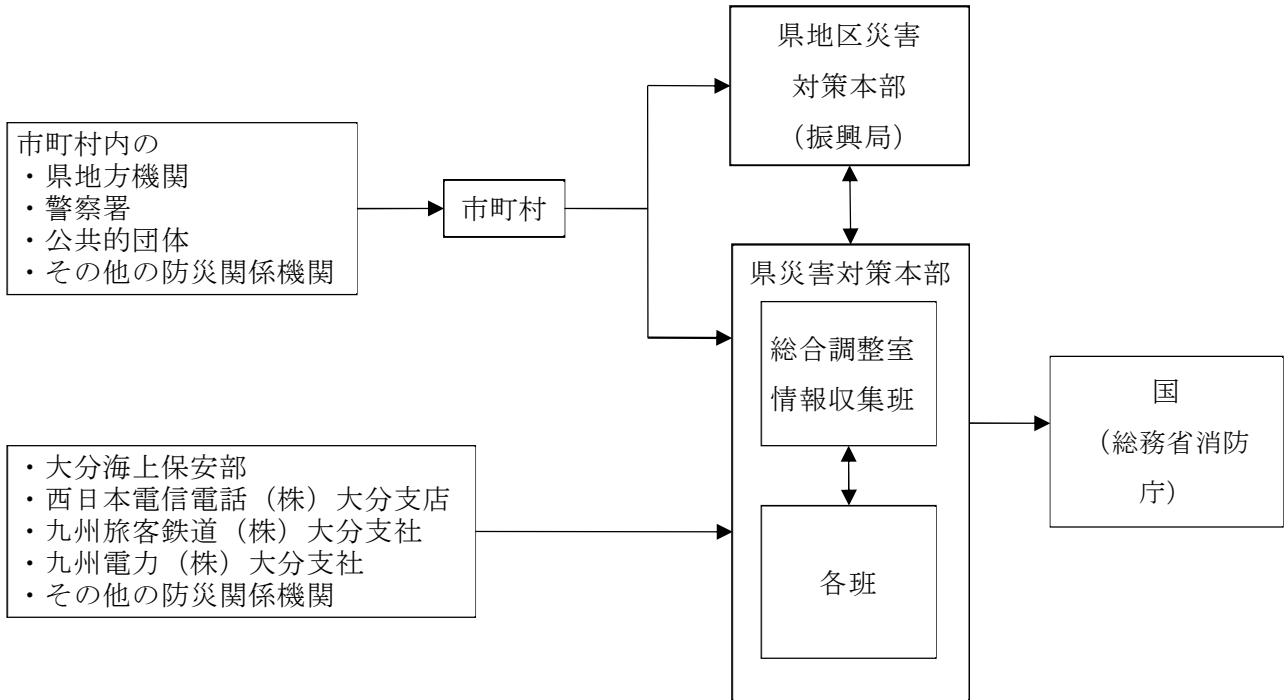 県地区災害
対策本部
（振興局）
市町村内の
・県地方機関
・警察署
・公共的団体
・その他の防災関係機関
市町村
県災害対策本部
総合調整室
情報収集班
各班
・大分海上保安部
・西日本電信電話（株）大分支店
・九州旅客鉄道（株）大分支社
・九州電力（株）大分支社
・その他の防災関係機関
国
（総務省消防
庁）